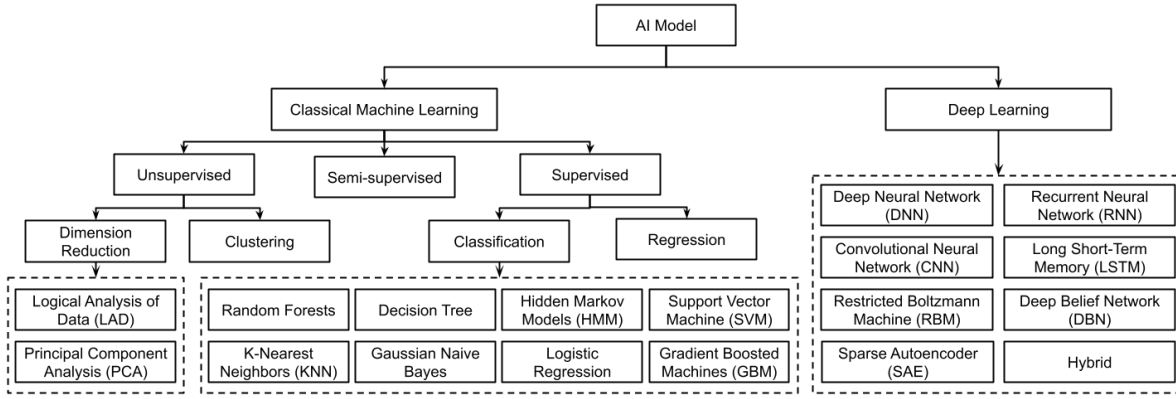 AI Model
Classical Machine Learning
Deep Learning
Unsupervised
Semi-supervised
Supervised
Dimension
Reduction
Clustering
Classification
Regression
Logical Analysis of
Data (LAD)
Principal Component
Analysis (PCA)
Random Forests
Decision Tree
Hidden Markov
Models (HMM)
Support Vector
Machine (SVM)
K-Nearest
Neighbors (KNN)
Gaussian Naive
Bayes
Logistic
Regression
Gradient Boosted
Machines (GBM)
Deep Neural Network
(DNN)
Recurrent Neural
Network (RNN)
Convolutional Neural
Network (CNN)
Long Short-Term
Memory (LSTM)
Restricted Boltzmann
Machine (RBM)
Deep Belief Network
(DBN)
Sparse Autoencoder
(SAE)
Hybrid